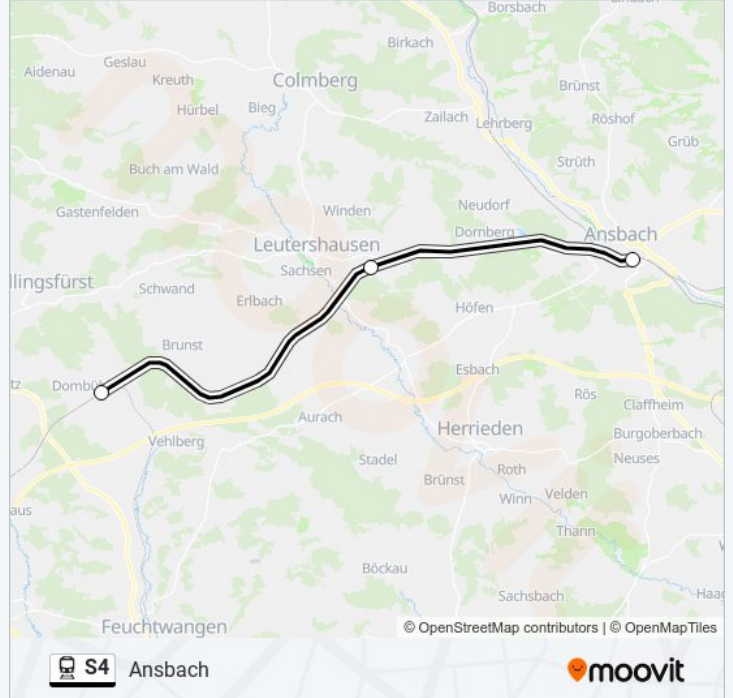 Borsbach
Birkach
Geslau
Aidenau
Kreuth
Colmberg
Brünst
Hürbel
Bieg
Zailach
Lehrberg
Röshof
Grüb
Strüth
Buch am Wald
Gastenfelden
Winden
Neudorf
Dornberg
Ansbach
Leutershausen
Sachsen
llingsfürst
Schwand
Erlbach
Höfen
Brunst
Esbach
tz
Dombü
Rös
Claffheim
Aurach
Herrieden
Burgoberbach
Vehlberg
Stadel
Neuses
Roth
Brünst
Winn
Velden
aus
Thann
Böckau
Sachsbach
Haag
Feuchtwangen
© OpenStreetMap contributors | © OpenMapTiles
S4 Ansbach
moovit